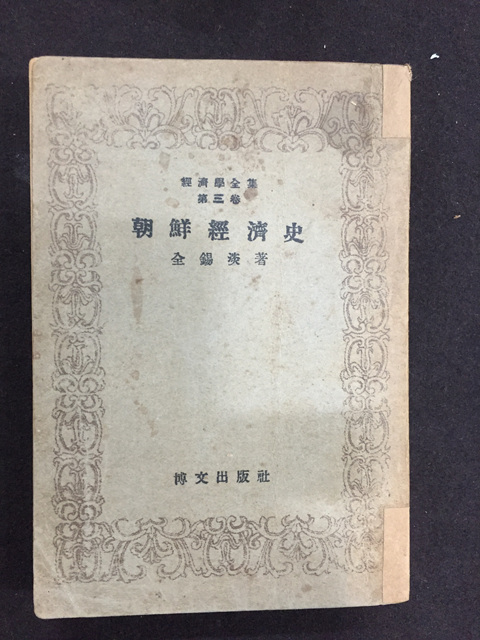 經濟學全集
第三卷
朝鮮經濟史
全錫淡著
博文出版社